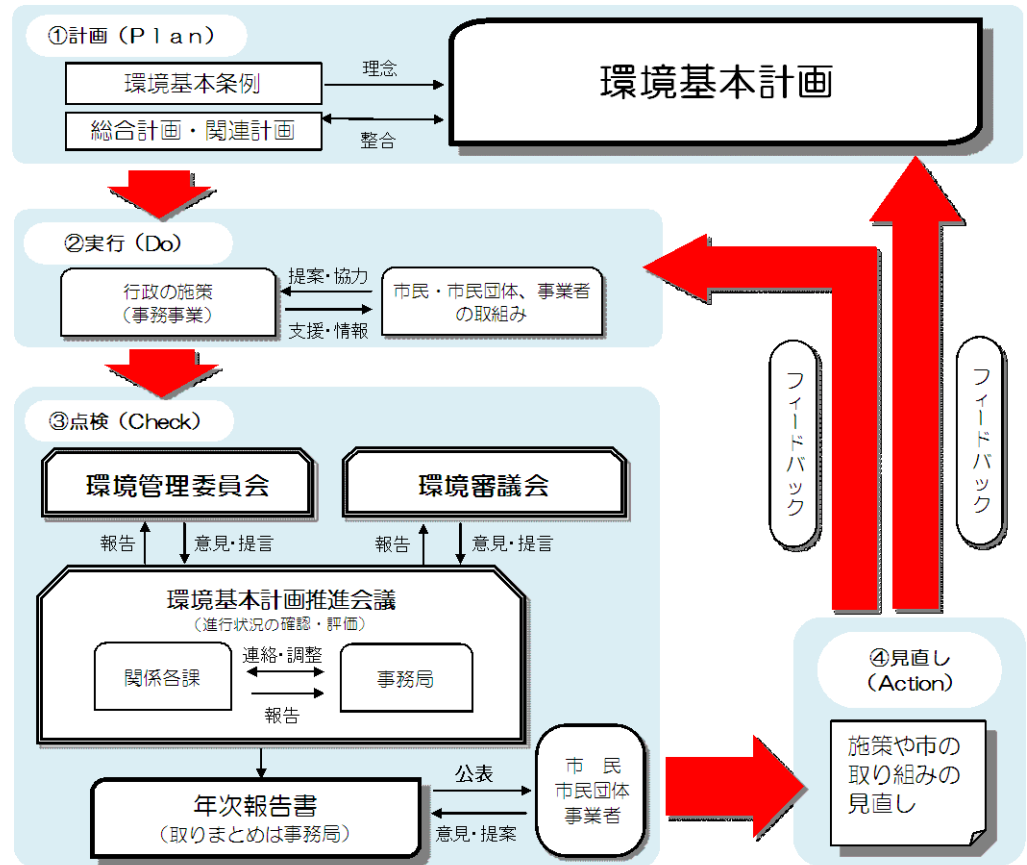 ①計画（Plan）
環境基本条例
理念
総合計画・関連計画
整合
環境基本計画
②実行（Do）
行政の施策
（事務事業）
提案・協力
支援・情報
市民・市民団体、事業者
の取組み
③点検（Check）
環境管理委員会
環境審議会
報告
意見・提言
報告
意見・提言
環境基本計画推進会議
（進行状況の確認・評価）
関係各課
連絡・調整
報告
事務局
年次報告書
（取りまとめは事務局）
公表
意見・提案
市　民
市民団体
事業者
フィードバック
フィードバック
④見直し
（Action）
施策や市の
取り組みの
見直し